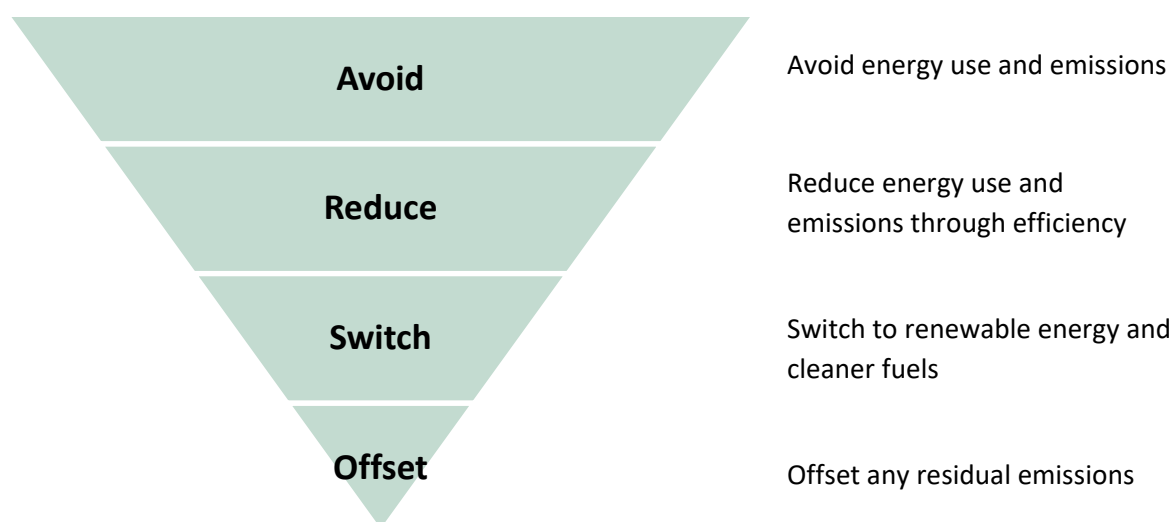 Avoid
Avoid energy use and emissions
Reduce
Reduce energy use and
emissions through efficiency
Switch
Switch to renewable energy and
cleaner fuels
Offset
Offset any residual emissions